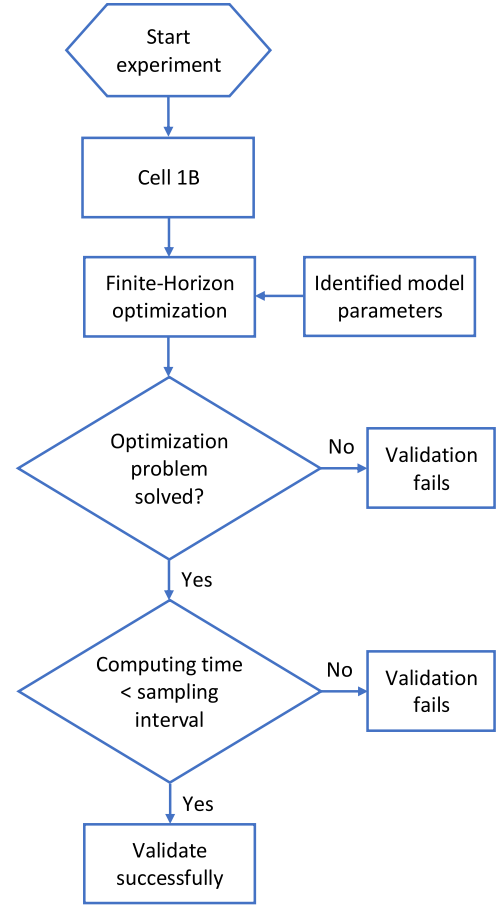 Start
experiment
Cell 1B
Finite-Horizon
optimization
Identified model
parameters
Optimization
problem
solved?
No
Validation
fails
Yes
Computing time
< sampling
interval
No
Validation
fails
Yes
Validate
successfully